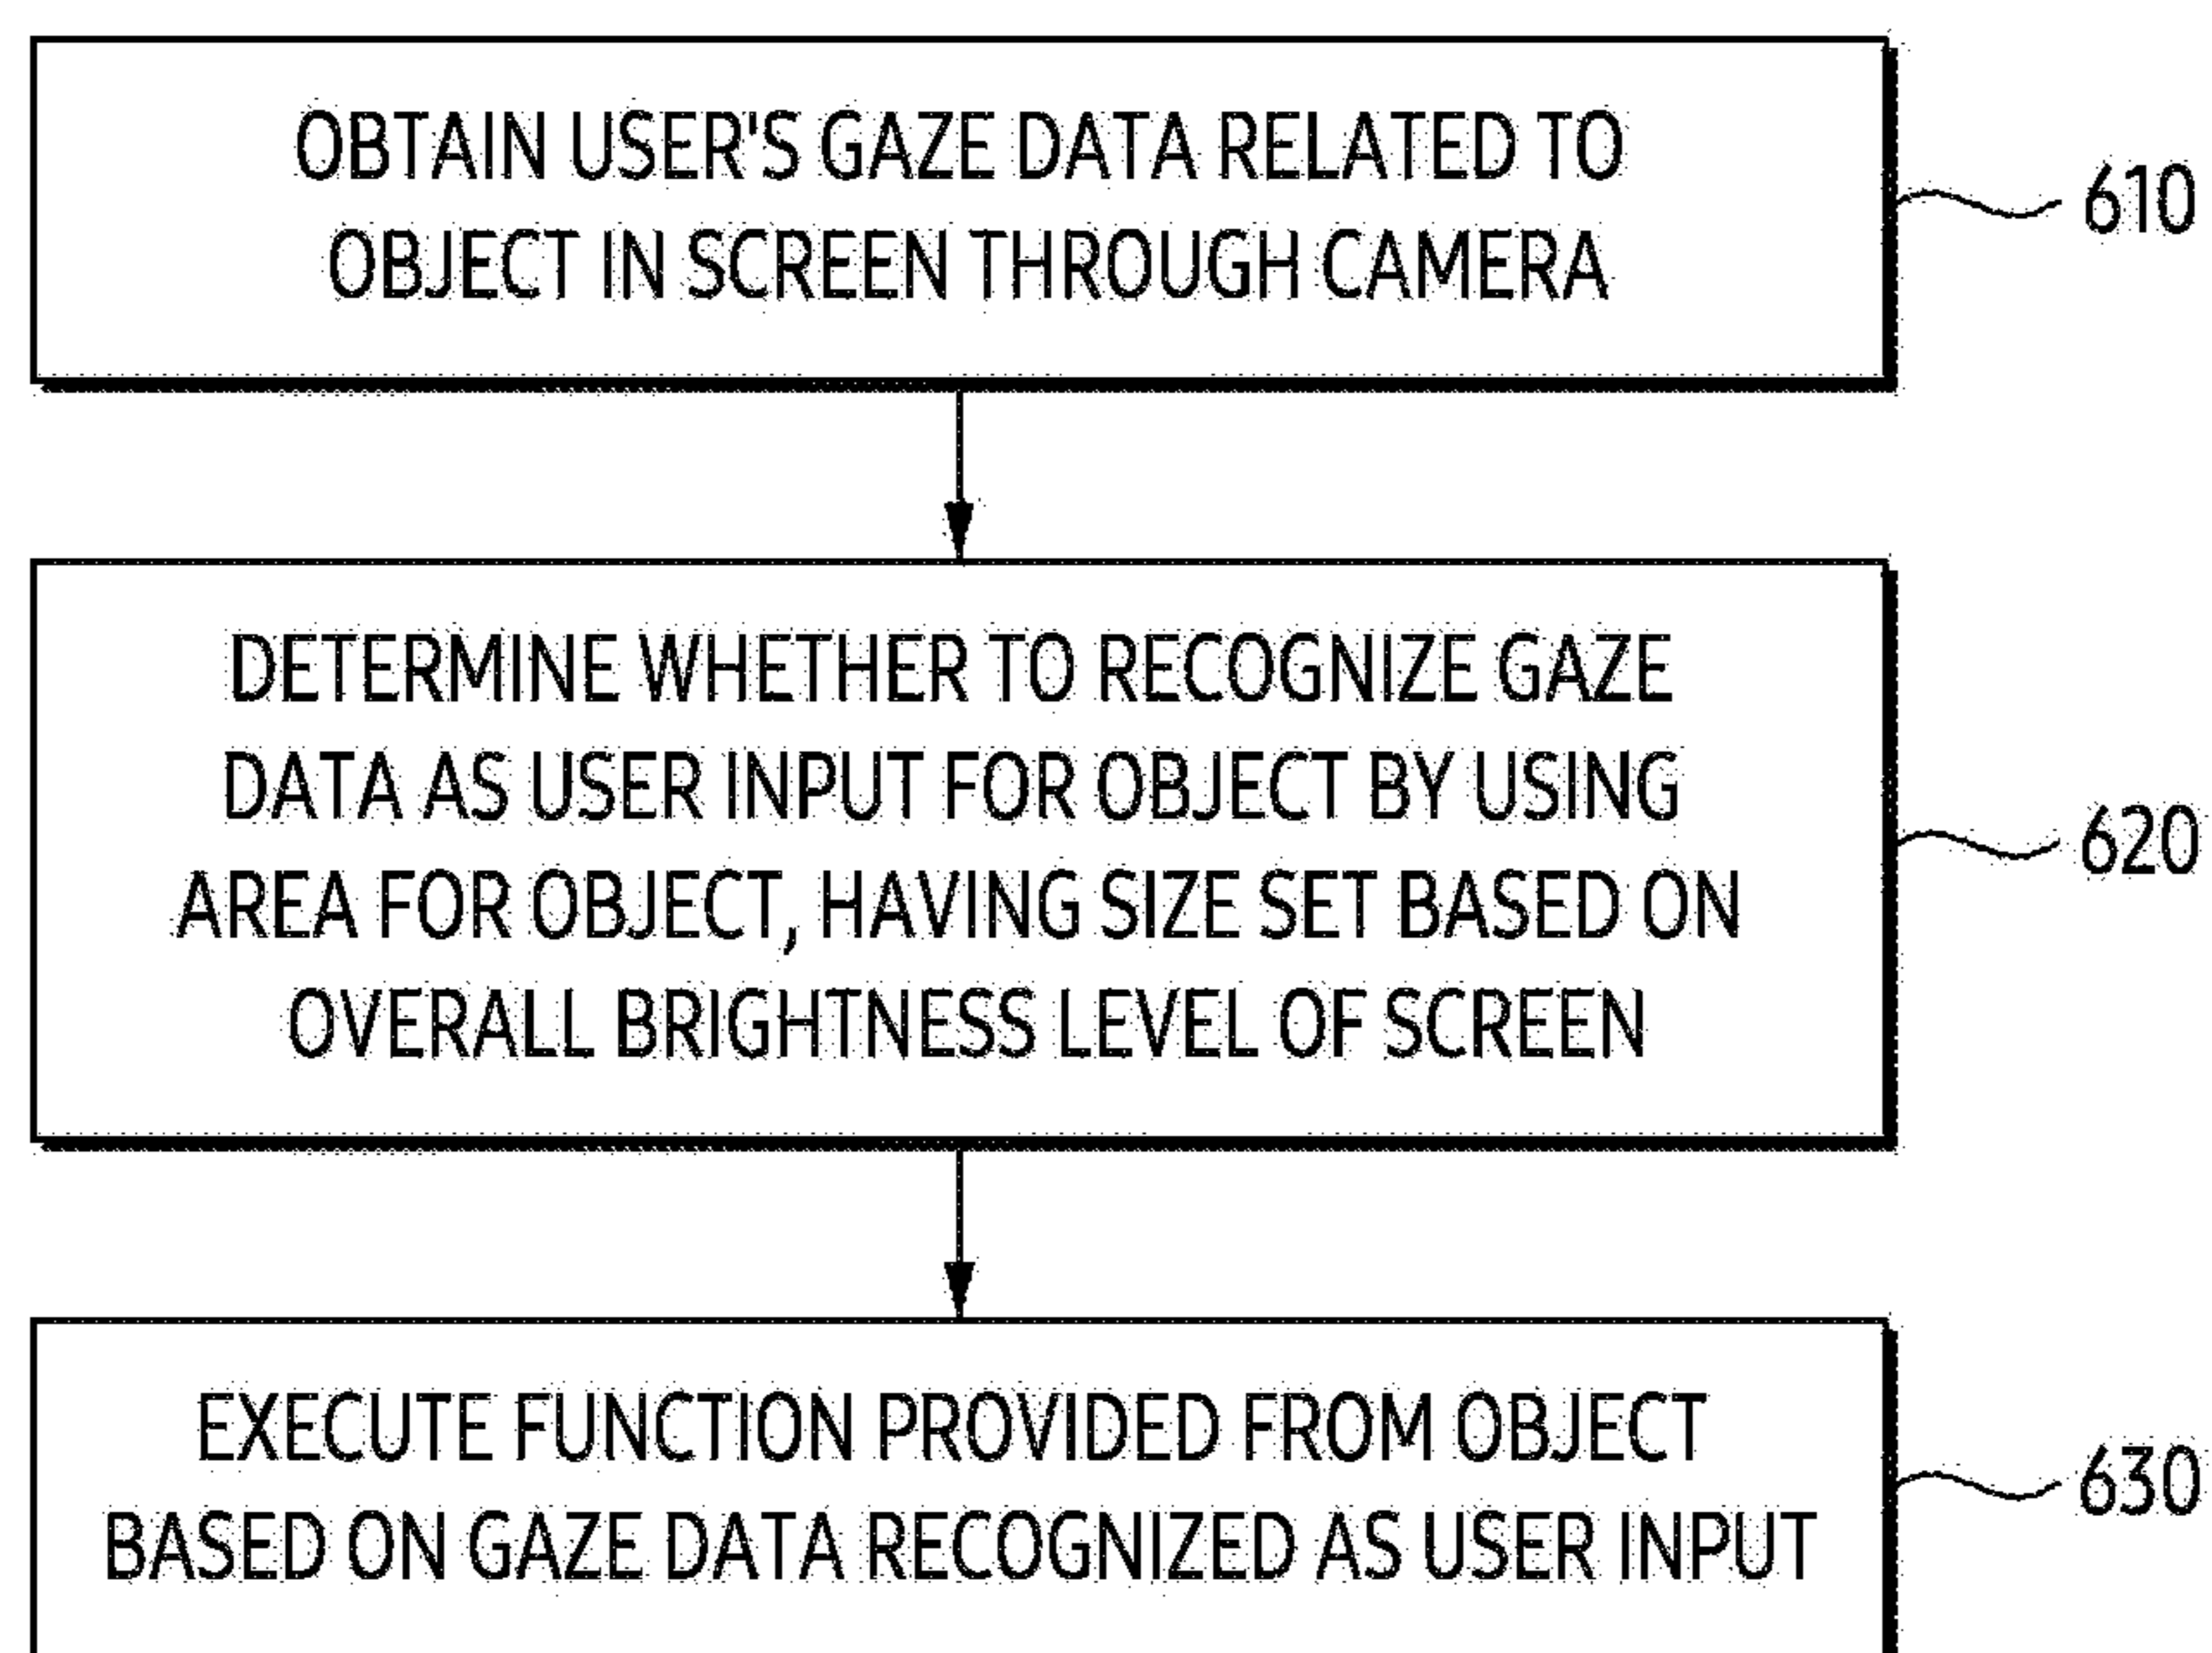 OBTAIN USER'S GAZE DATA RELATED TO
OBJECT IN SCREEN THROUGH CAMERA
610
DETERMINE WHETHER TO RECOGNIZE GAZE
DATA AS USER INPUT FOR OBJECT BY USING
AREA FOR OBJECT, HAVING SIZE SET BASED ON
OVERALL BRIGHTNESS LEVEL OF SCREEN
620
EXECUTE FUNCTION PROVIDED FROM OBJECT
BASED ON GAZE DATA RECOGNIZED AS USER INPUT
630